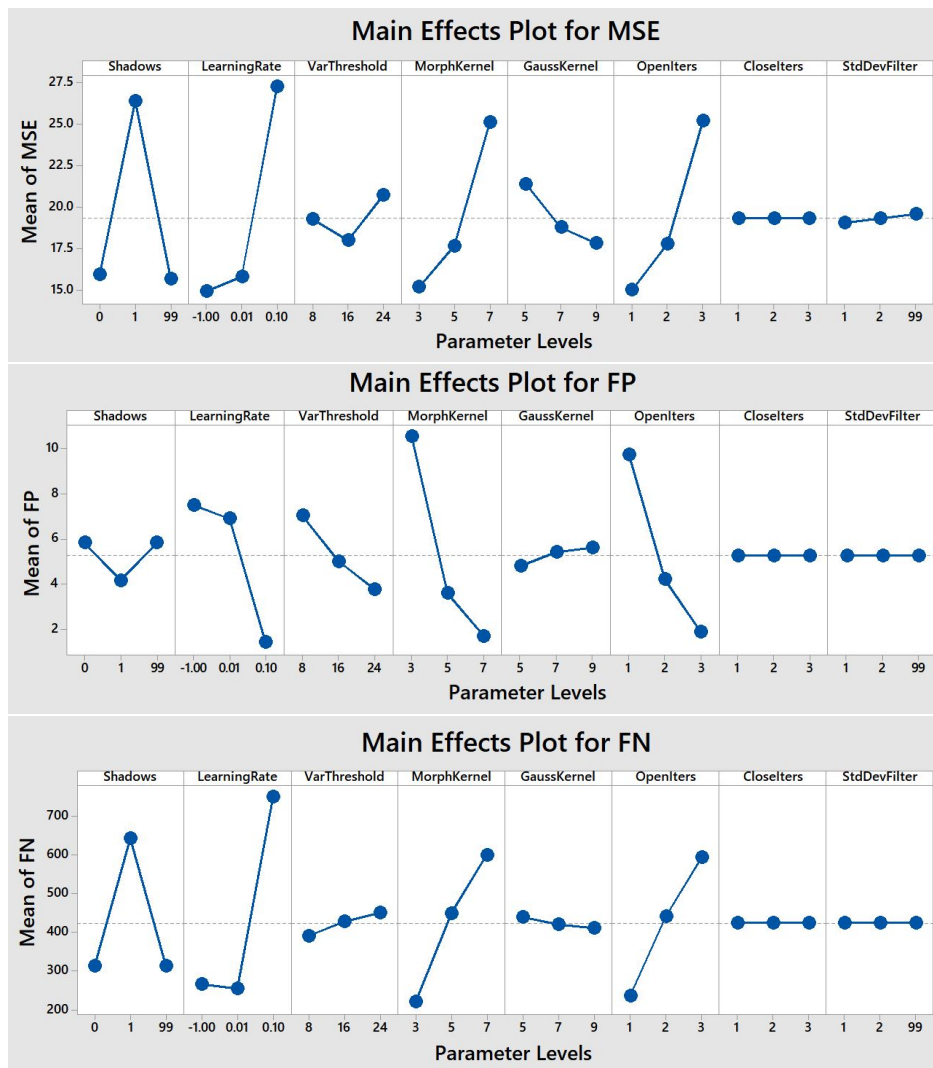 Main Effects Plot for MSE
Shadows LearningRate VarThreshold MorphKernel GaussKernel OpenIters CloseIters StdDevFilter
27.5
25.0
22.5
20.0
17.5
15.0
Mean of MSE
0 1 99 -1.00 0.01 0.10 8 16 24 3 5 7 5 7 9 1 2 3 1 2 3 1 2 99
Parameter Levels
Main Effects Plot for FP
Shadows LearningRate VarThreshold MorphKernel GaussKernel OpenIters CloseIters StdDevFilter
10
8
6
4
2
Mean of FP
0 1 99 -1.00 0.01 0.10 8 16 24 3 5 7 5 7 9 1 2 3 1 2 3 1 2 99
Parameter Levels
Main Effects Plot for FN
Shadows LearningRate VarThreshold MorphKernel GaussKernel OpenIters CloseIters StdDevFilter
700
600
500
400
300
200
Mean of FN
0 1 99 -1.00 0.01 0.10 8 16 24 3 5 7 5 7 9 1 2 3 1 2 3 1 2 99
Parameter Levels